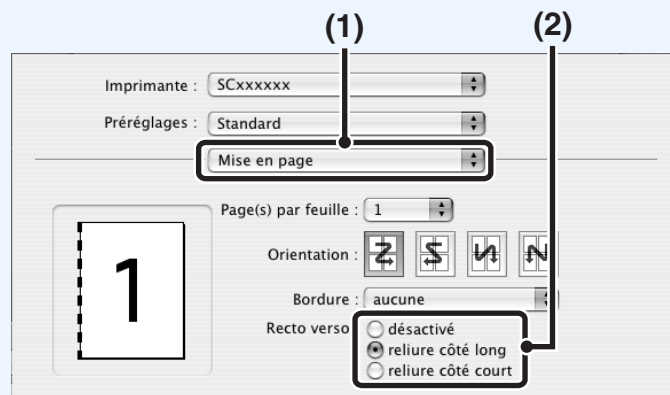 (1) (2)
Imprimante : SCxxxxxx
Préréglages : Standard
Mise en page
Page(s) par feuille : 1
Orientation :
Bordure : aucune
Recto verso désactivé
reliure côté long
reliure côté court
1